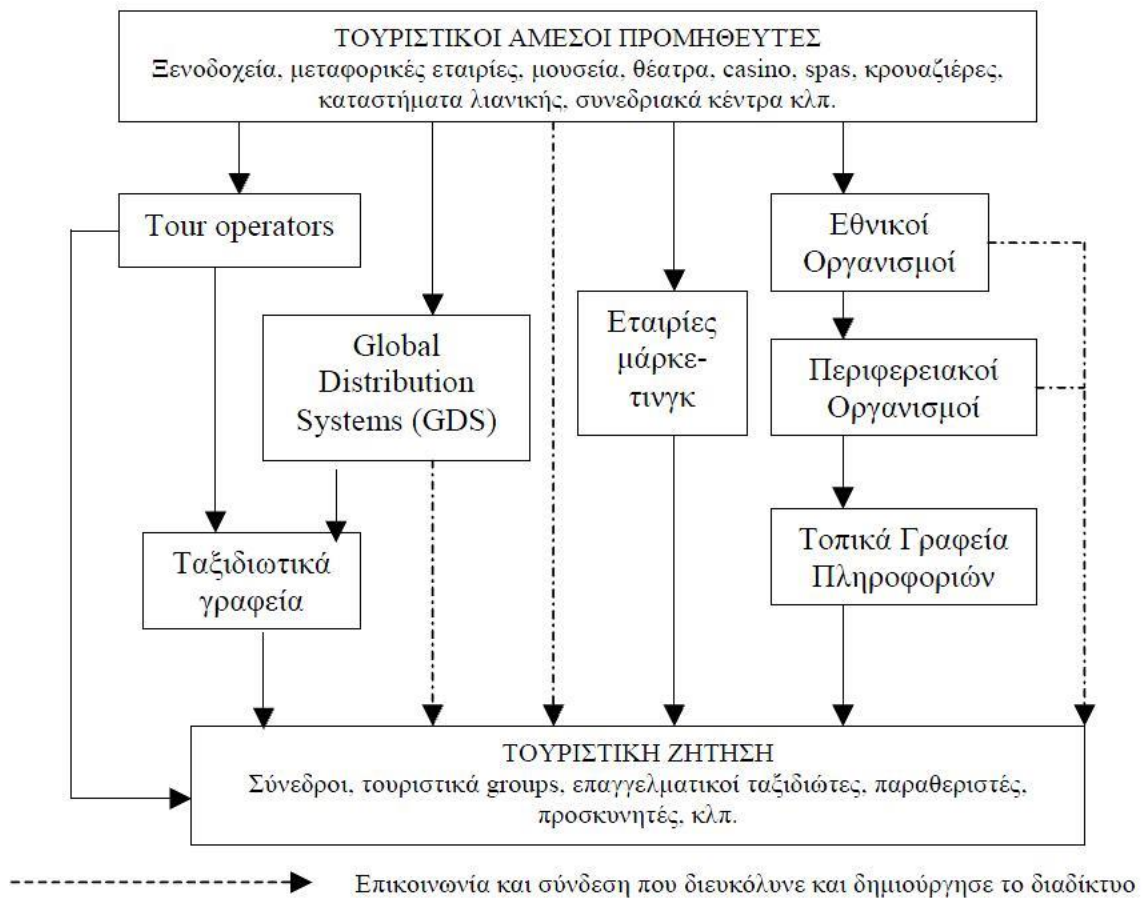 ΤΟΥΡΙΣΤΙΚΟΙ ΑΜΕΣΟΙ ΠΡΟΜΗΘΕΥΤΕΣ
Ξενοδοχεία, μεταφορικές εταιρίες, μουσεία, θέατρα, casino, spas, κρουαζιέρες,
καταστήματα λιανικής, συνεδριακά κέντρα κλπ.
Tour operators
Εθνικοί
Οργανισμοί
Global
Distribution
Systems (GDS)
Εταιρίες
μάρκε-
τινγκ
Περιφερειακοί
Οργανισμοί
Ταξιδιωτικά
γραφεία
Τοπικά Γραφεία
Πληροφοριών
ΤΟΥΡΙΣΤΙΚΗ ΖΗΤΗΣΗ
Σύνεδροι, τουριστικά groups, επαγγελματικοί ταξιδιώτες, παραθεριστές,
προσκυνητές, κλπ.
Επικοινωνία και σύνδεση που διευκόλυνε και δημιούργησε το διαδίκτυο